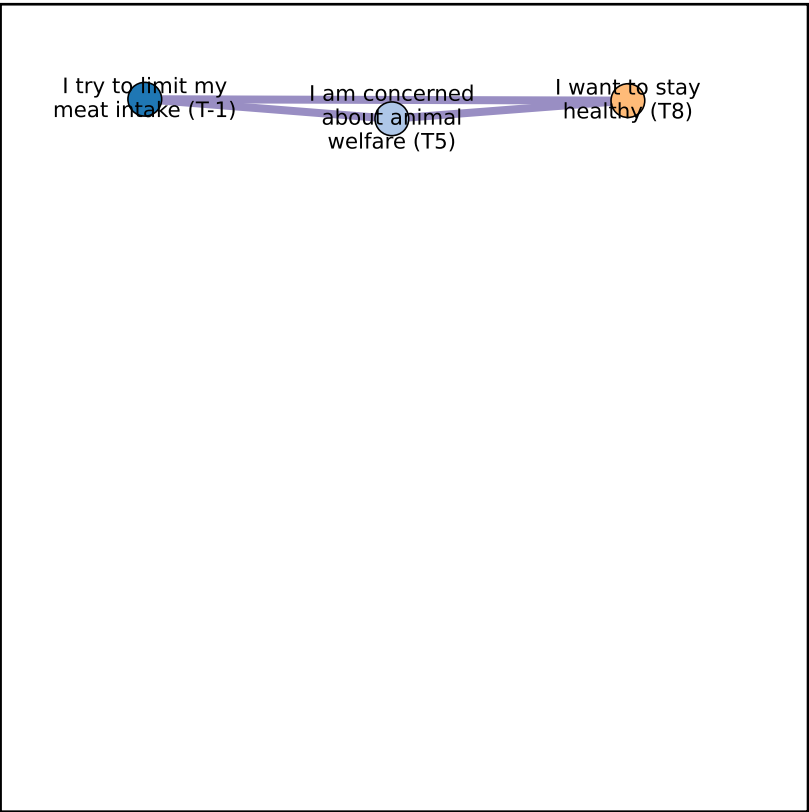 I try to limit my
meat intake (T-1)
I am concerned
about animal
welfare (T5)
I want to stay
healthy (T8)